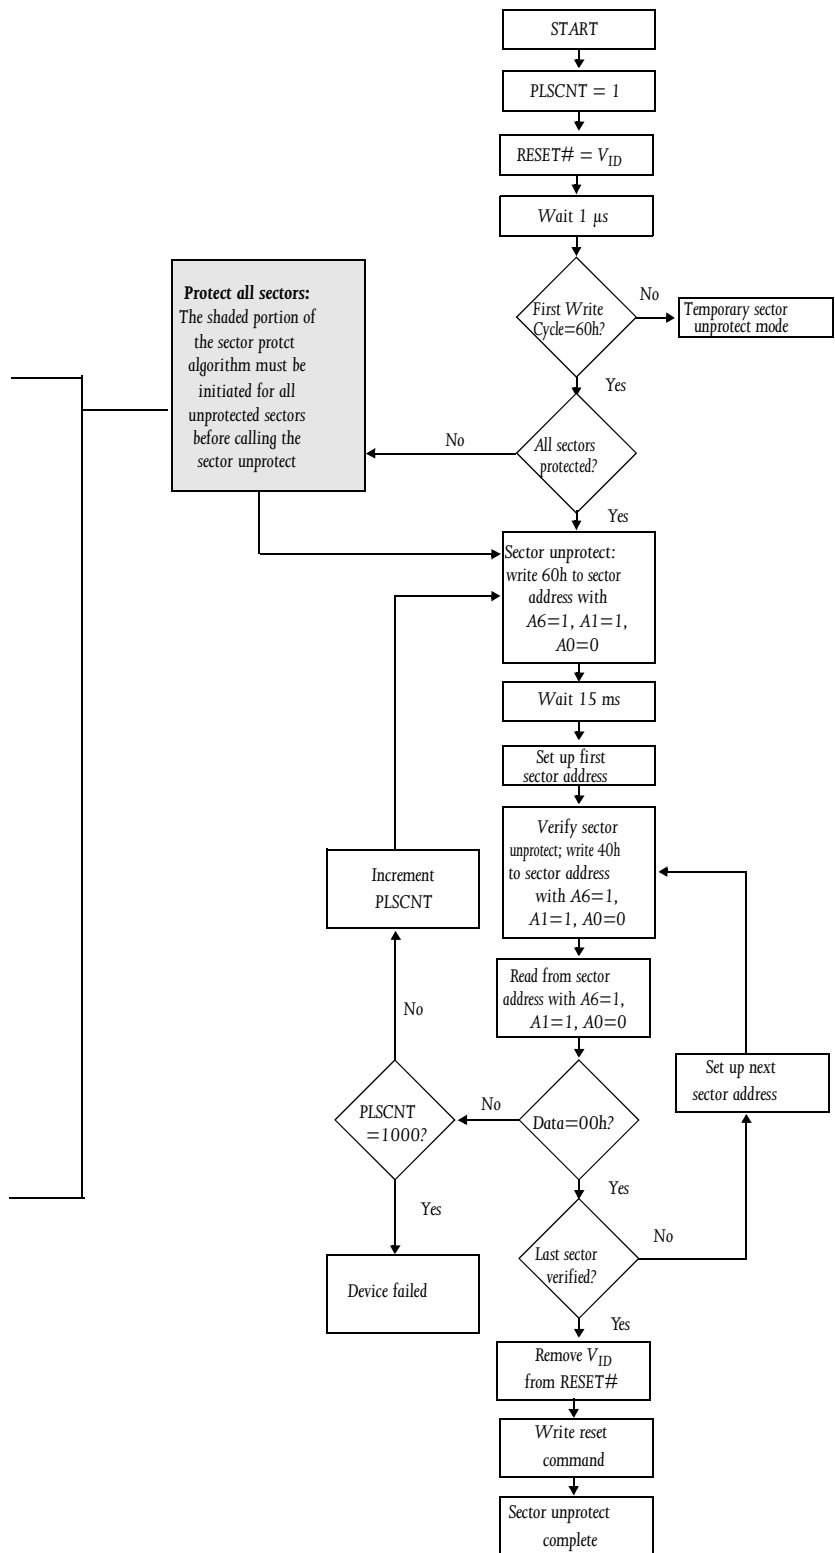 START
PLSCNT = 1
RESET# = VID
Wait 1 µs
First Write
Cycle=60h?
No
Temporary sector
unprotect mode
Yes
Protect all sectors:
The shaded portion of
the sector protct
algorithm must be
initiated for all
unprotected sectors
before calling the
sector unprotect
No
All sectors
protected?
Yes
Sector unprotect:
write 60h to sector
address with
A6=1, A1=1,
A0=0
Wait 15 ms
Set up first
sector address
Verify sector
unprotect; write 40h
to sector address
with A6=1,
A1=1, A0=0
Increment
PLSCNT
Read from sector
address with A6=1,
A1=1, A0=0
No
Set up next
sector address
PLSCNT
=1000?
No
Data=00h?
Yes
Yes
No
Last sector
verified?
Device failed
Yes
Remove VID
from RESET#
Write reset
command
Sector unprotect
complete